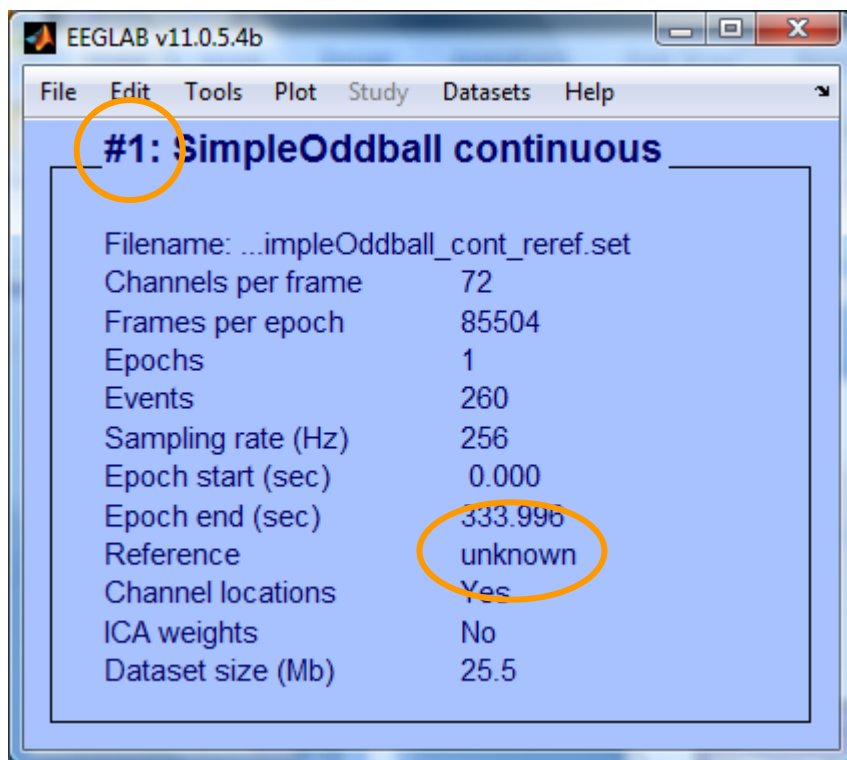 EEGLAB v11.0.5.4b
File Edit Tools Plot Study Datasets Help
#1: SimpleOddball continuous
Filename: ...impleOddball_cont_reref.set
Channels per frame 72
Frames per epoch 85504
Epochs 1
Events 260
Sampling rate (Hz) 256
Epoch start (sec) 0.000
Epoch end (sec) 333.996
Reference unknown
Channel locations Yes
ICA weights No
Dataset size (Mb) 25.5